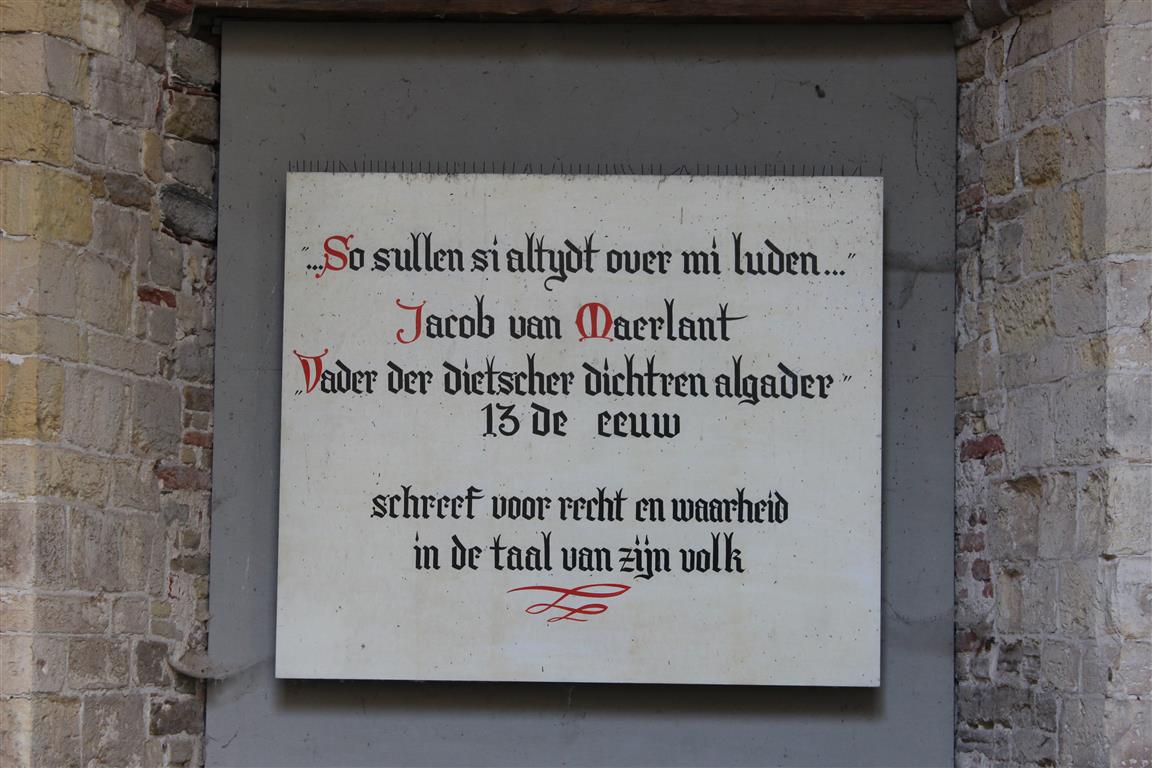 "...So sullen si altydt over mi luden..."
Jacob van Maerlant
„Vader der dietscher dichtren algader"
13 de eeuw
schreef voor recht en waarheid
in de taal van zijn volk